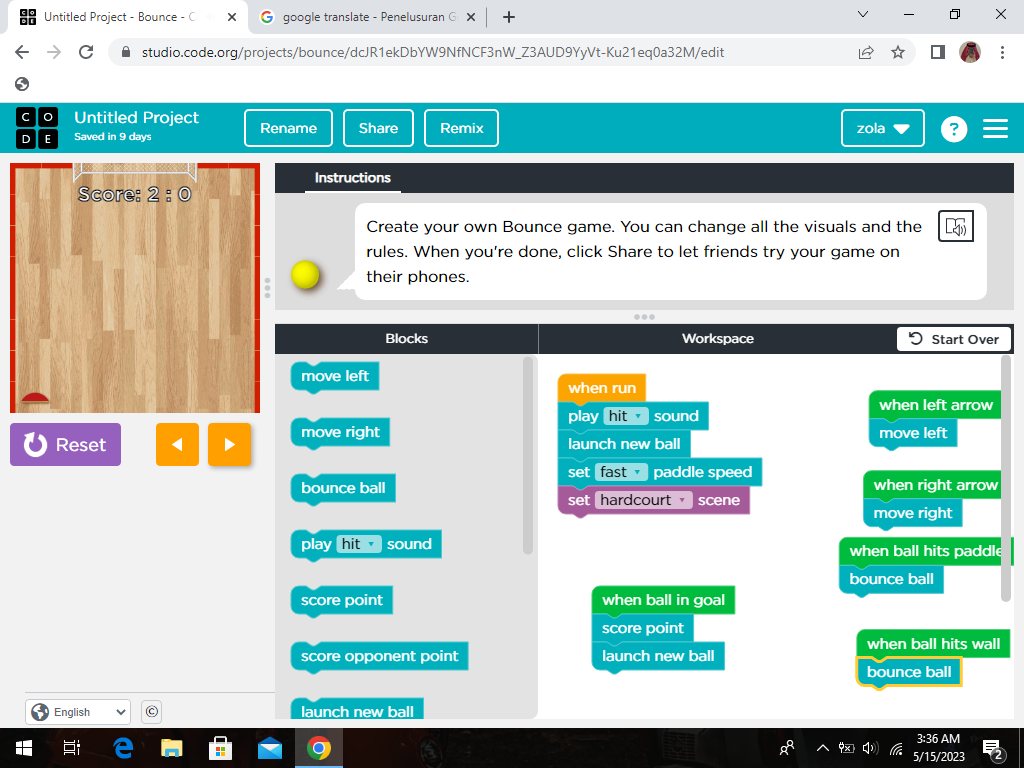 Untitled Project - Bounce - C
google translate - Penelusuran G
studio.code.org/projects/bounce/dcJR1ekDbYW9NfNCF3nW_Z3AUD9YyVt-Ku21eq0a32M/edit
C O
D E
Untitled Project
Saved in 9 days
Rename
Share
Remix
zola
?
Score: 2 : 0
Reset
Instructions
Create your own Bounce game. You can change all the visuals and the
rules. When you're done, click Share to let friends try your game on
their phones.
Blocks
Workspace
Start Over
move left
move right
bounce ball
play hit sound
score point
score opponent point
launch new ball
when run
play hit sound
launch new ball
set fast paddle speed
set hardcourt scene
when ball in goal
score point
launch new ball
when left arrow
move left
when right arrow
move right
when ball hits paddle
bounce ball
when ball hits wall
bounce ball
English
©
3:36 AM
5/15/2023
2